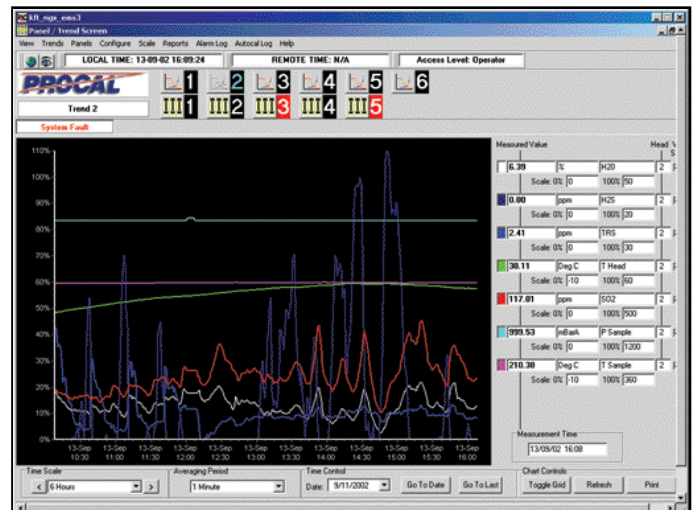 kft_ngx_ema3
Panel / Trend Screen
View Trends Panels Configure Scale Reports Alarm Log Autocal Log Help
LOCAL TIME: 13-09-02 16:09:24 REMOTE TIME: N/A Access Level: Operator
PROCAL 1 2 3 4 5 6
Trend 2 1 2 3 4 5
System Fault
Measured Value Head
110%
100%
90%
80%
70%
60%
50%
40%
30%
20%
10%
0%
6.39 % H20 2
Scale: 0% 0 100% 50
0.00 ppm H2S 2
Scale: 0% 0 100% 20
2.41 ppm TRS 2
Scale: 0% 0 100% 30
38.11 Deg C T Head 2
Scale: 0% -10 100% 60
117.01 ppm SO2 2
Scale: 0% 0 100% 500
999.53 mBarA P Sample 2
Scale: 0% 0 100% 1200
210.38 Deg C T Sample 2
Scale: 0% -10 100% 360
13-Sep 13-Sep 13-Sep 13-Sep 13-Sep 13-Sep 13-Sep 13-Sep 13-Sep 13-Sep 13-Sep 13-Sep
10:30 11:00 11:30 12:00 12:30 13:00 13:30 14:00 14:30 15:00 15:30 16:00
Measurement Time
13/09/02 16:08
Time Scale Averaging Period Time Control Chart Controls
< 6 Hours > 1 Minute Date: 9/11/2002 Go To Date Go To Last Toggle Grid Refresh Print